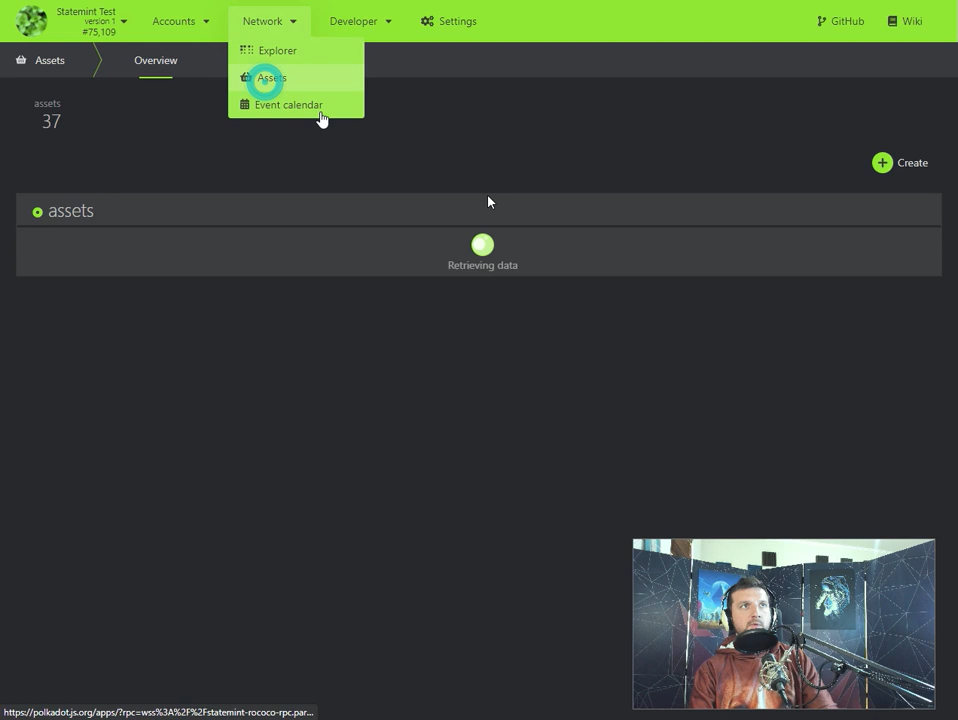 Statemint Test
version 1
#75,109
Accounts
Network
Developer
Settings
GitHub
Wiki
Assets
Overview
Explorer
Assets
Event calendar
assets
37
Create
assets
Retrieving data
https://polkadot.js.org/apps/?rpc=wss%3A%2F%2Fstatemint-rococo-rpc.par...